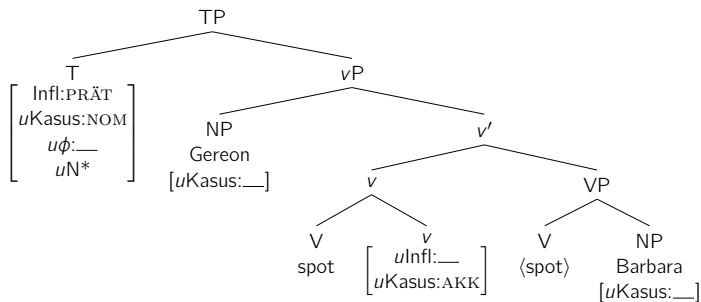 TP
T
vP
Infl:PRÄT
uKasus:NOM
uϕ:__
uN*
NP
Gereon
[uKasus:__]
v′
v
VP
V
spot
v
uInfl:__
uKasus:AKK
V
⟨spot⟩
NP
Barbara
[uKasus:__]